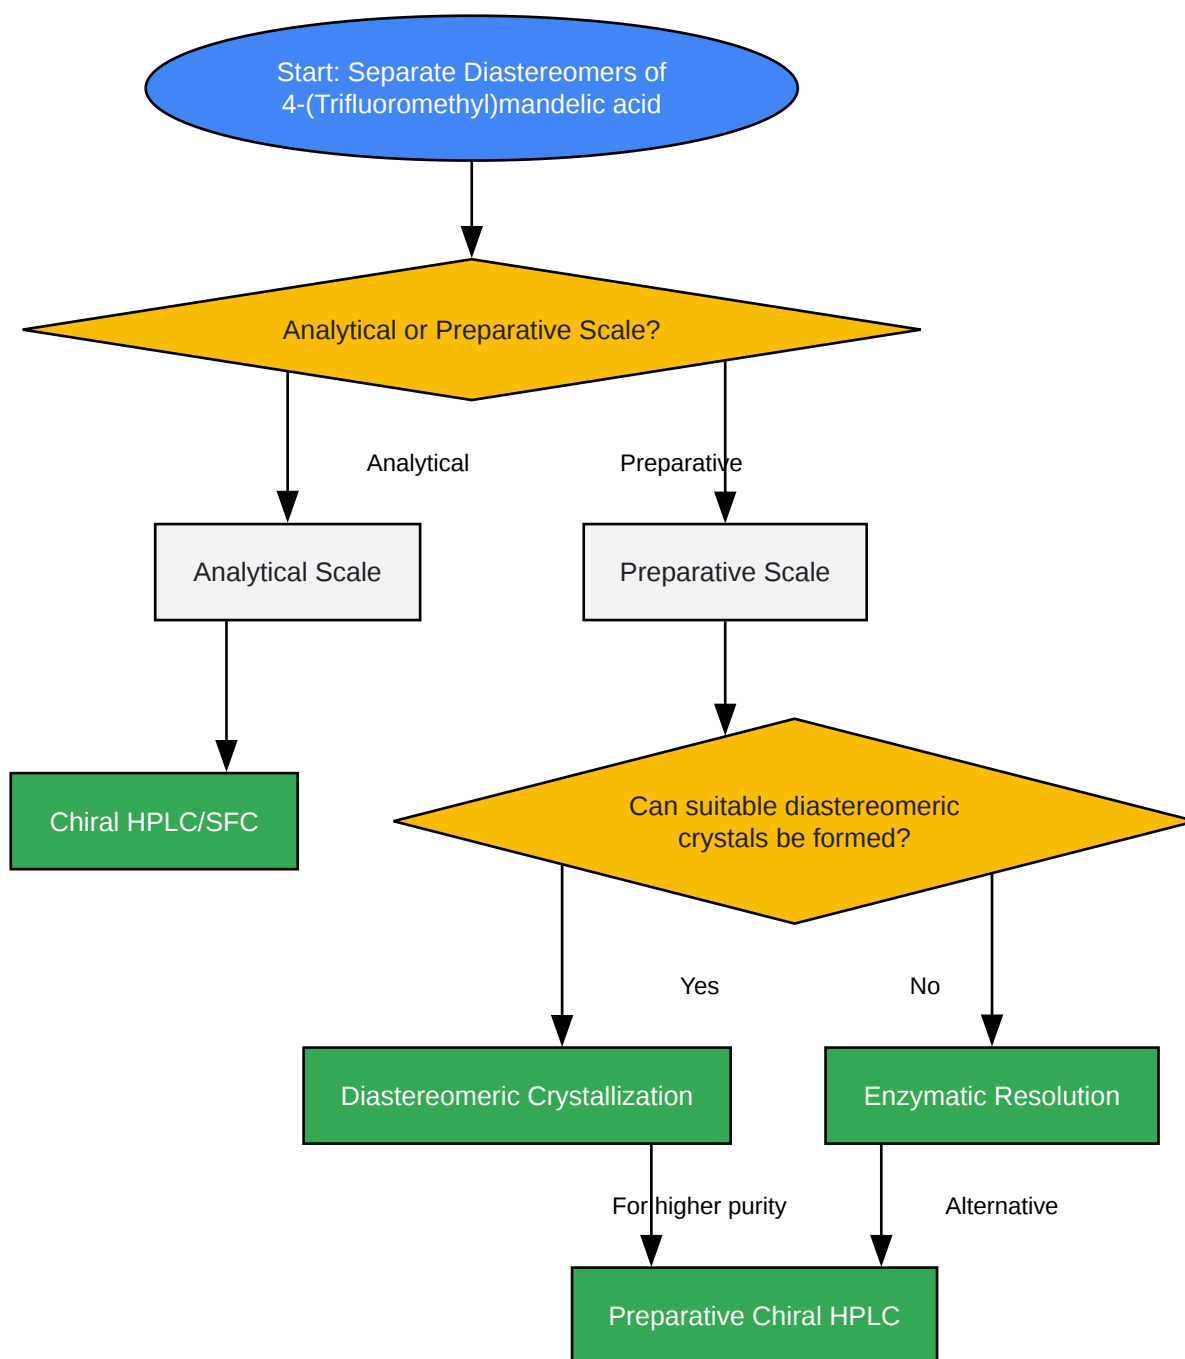 Start: Separate Diastereomers of
4-(Trifluoromethyl)mandelic acid
Analytical or Preparative Scale?
Analytical
Preparative
Analytical Scale
Preparative Scale
Chiral HPLC/SFC
Can suitable diastereomeric
crystals be formed?
Yes
No
Diastereomeric Crystallization
Enzymatic Resolution
For higher purity
Alternative
Preparative Chiral HPLC